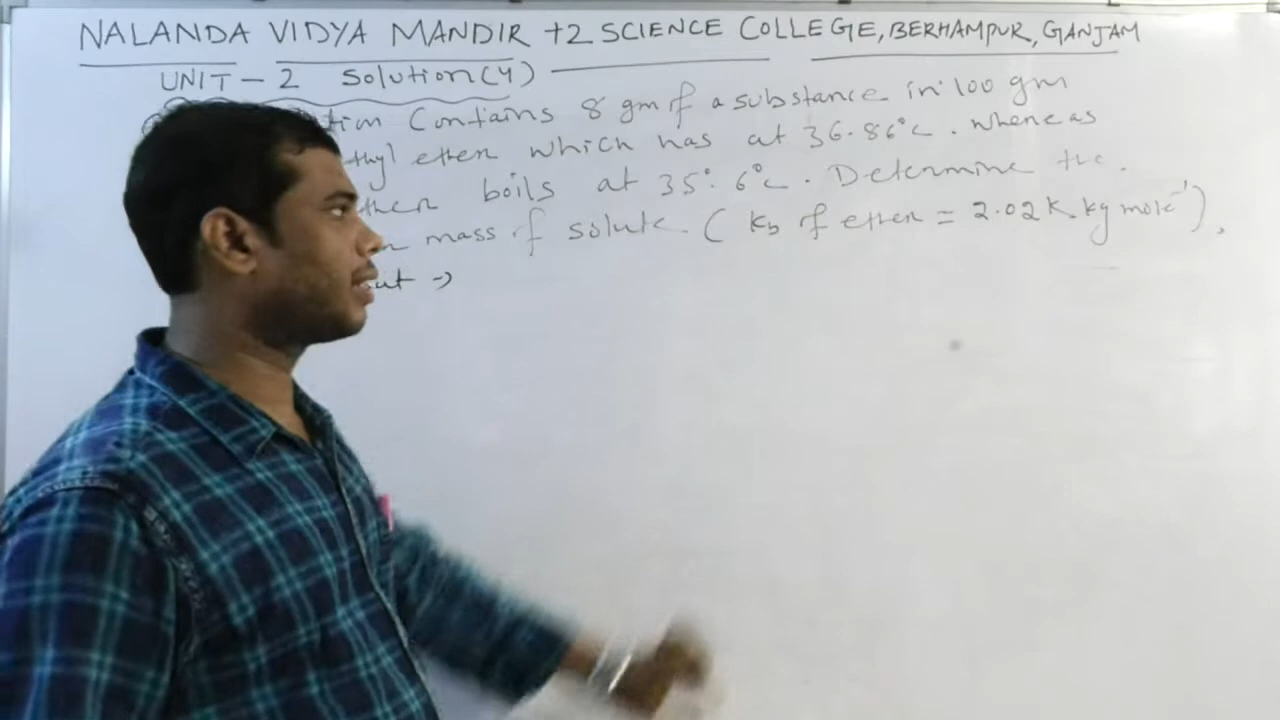 NALANDA VIDYA MANDIR +2 SCIENCE COLLEGE, BERHAMPUR, GANJAM
UNIT - 2 Solution (4)
Contains 8 gm of a substance in 100 gm
thyl ether which has at 36.86°C. Whereas
ther boils at 35°.6°C. Determine the.
mass of solute. (Kb of ether = 2.02 K Kg mole⁻¹),
→